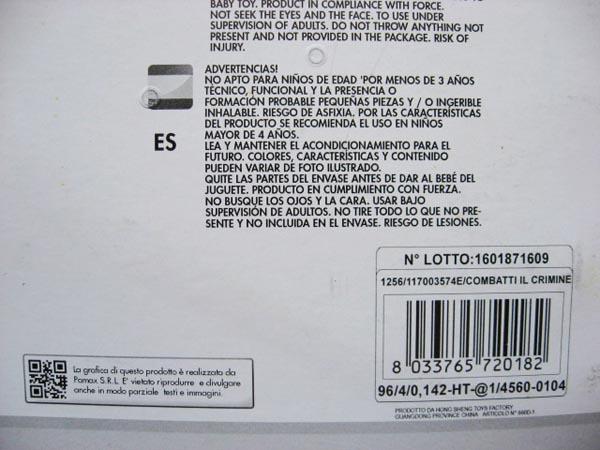 BABY TOY. PRODUCT IN COMPLIANCE WITH FORCE.
NOT SEEK THE EYES AND THE FACE. TO USE UNDER
SUPERVISION OF ADULTS. DO NOT THROW ANYTHING NOT
PRESENT AND NOT PROVIDED IN THE PACKAGE. RISK OF
INJURY.
ES
ADVERTENCIAS!
NO APTO PARA NIÑOS DE EDAD 'POR MENOS DE 3 AÑOS
TÉCNICO, FUNCIONAL Y LA PRESENCIA O
FORMACIÓN PROBABLE PEQUEÑAS PIEZAS Y / O INGERIBLE
INHALABLE. RIESGO DE ASFIXIA. POR LAS CARACTERÍSTICAS
DEL PRODUCTO SE RECOMIENDA EL USO EN NIÑOS
MAYOR DE 4 AÑOS.
LEA Y MANTENER EL ACONDICIONAMIENTO PARA EL
FUTURO. COLORES, CARACTERÍSTICAS Y CONTENIDO
PUEDEN VARIAR DE FOTO ILUSTRADO.
QUITE LAS PARTES DEL ENVASE ANTES DE DAR AL BEBÉ DEL
JUGUETE. PRODUCTO EN CUMPLIMIENTO CON FUERZA.
NO BUSQUE LOS OJOS Y LA CARA. USAR BAJO
SUPERVISIÓN DE ADULTOS. NO TIRE TODO LO QUE NO PRE-
SENTE Y NO INCLUIDA EN EL ENVASE. RIESGO DE LESIONES.
N° LOTTO:1601871609
1256/117003574E/COMBATTI IL CRIMINE
8 033765 720182
96/4/0,142-HT-@1/4560-0104
PRODOTTO DA HONG SHENG TOYS FACTORY
GUANGDONG PROVINCE CHINA ARTICOLO N°
La grafica di questo prodotto è realizzata da
Pamax S.R.L E' vietato riprodurre e divulgare
anche in modo parziale testi e immagini.